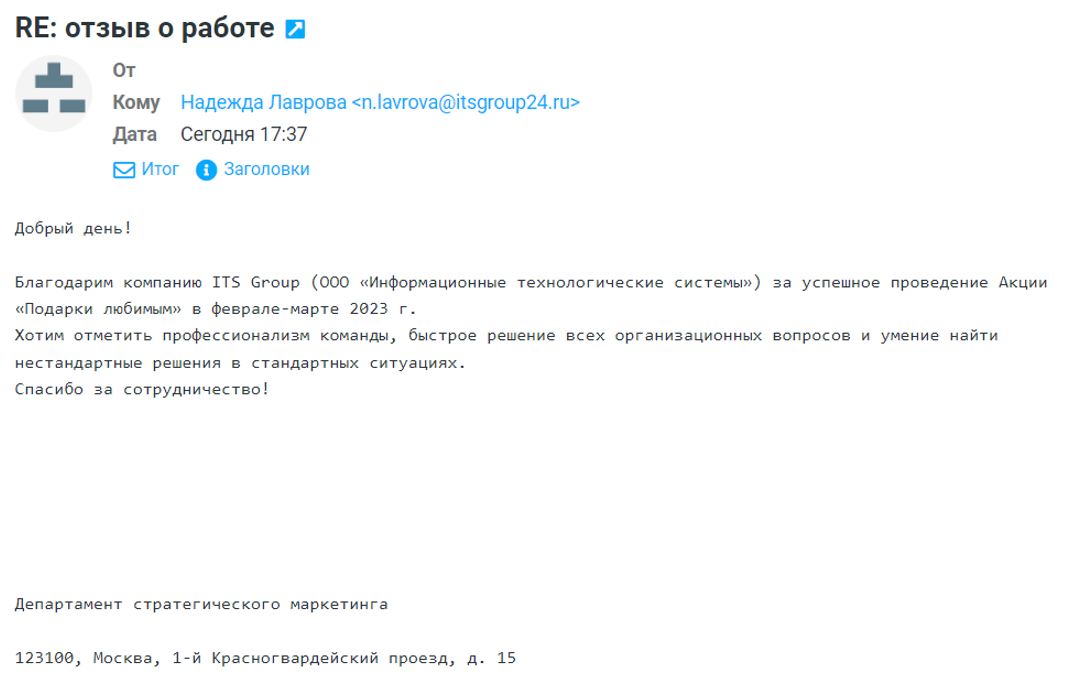 RE: отзыв о работе
От
Кому Надежда Лаврова <n.lavrova@itsgroup24.ru>
Дата Сегодня 17:37
Итог Заголовки
Добрый день!
Благодарим компанию ITS Group (ООО «Информационные технологические системы») за успешное проведение Акции
«Подарки любимым» в феврале-марте 2023 г.
Хотим отметить профессионализм команды, быстрое решение всех организационных вопросов и умение найти
нестандартные решения в стандартных ситуациях.
Спасибо за сотрудничество!
Департамент стратегического маркетинга
123100, Москва, 1-й Красногвардейский проезд, д. 15